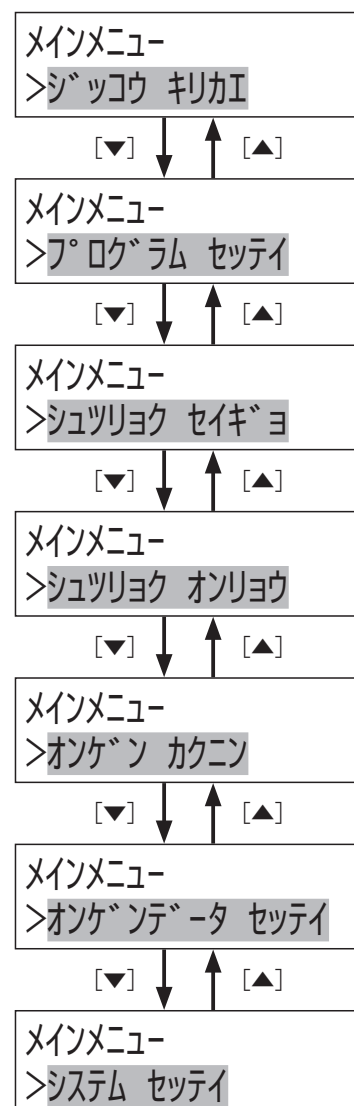 メインメニュー
>ジッコウ キリカエ
[▼] [▲]
メインメニュー
>プログラム セッテイ
[▼] [▲]
メインメニュー
>シュツリョク セイギョ
[▼] [▲]
メインメニュー
>シュツリョク オンリョウ
[▼] [▲]
メインメニュー
>オンゲン カクニン
[▼] [▲]
メインメニュー
>オンゲンデータ セッテイ
[▼] [▲]
メインメニュー
>システム セッテイ